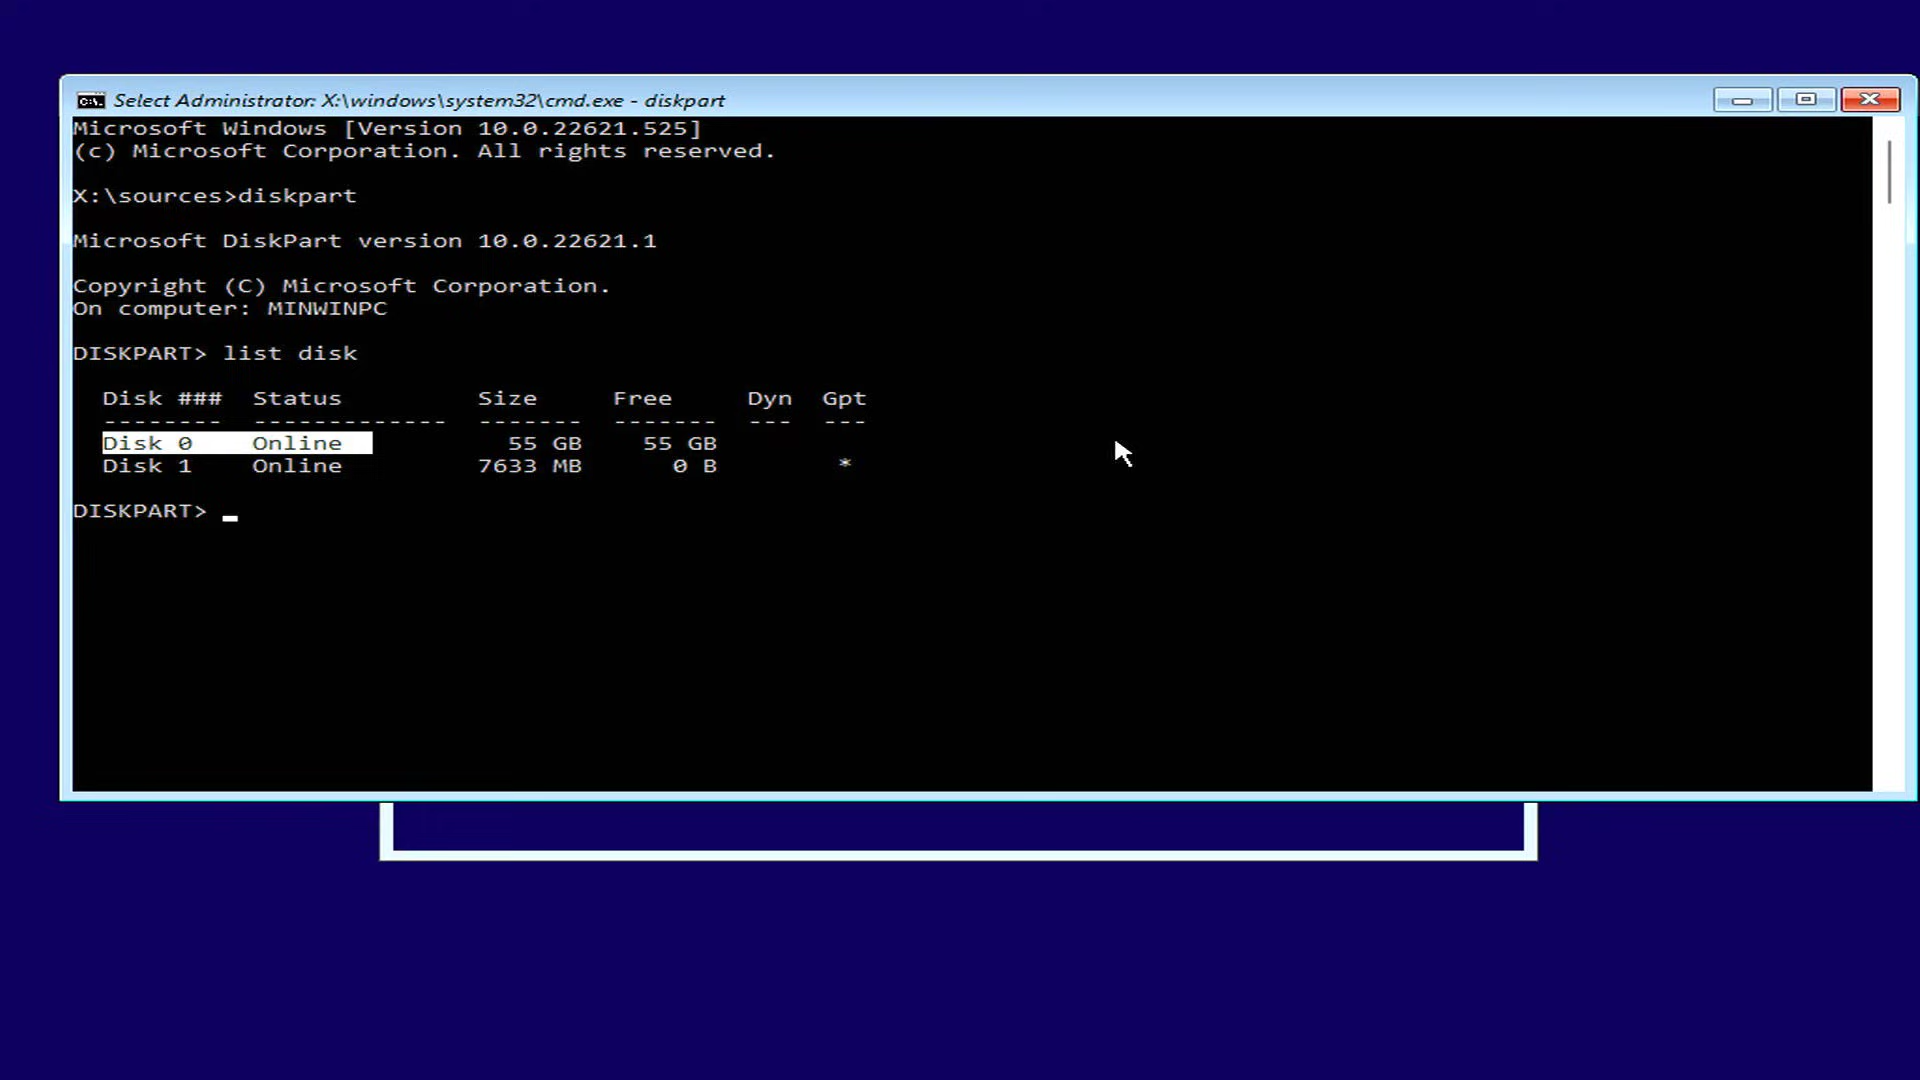 Select Administrator: X:\windows\system32\cmd.exe - diskpart
Microsoft Windows [Version 10.0.22621.525]
(c) Microsoft Corporation. All rights reserved.
X:\sources>diskpart
Microsoft DiskPart version 10.0.22621.1
Copyright (C) Microsoft Corporation.
On computer: MINWINPC
DISKPART> list disk
  Disk ###  Status         Size     Free     Dyn  Gpt
  --------  -------------  -------  -------  ---  ---
  Disk 0    Online           55 GB    55 GB
  Disk 1    Online         7633 MB      0 B        *
DISKPART> _